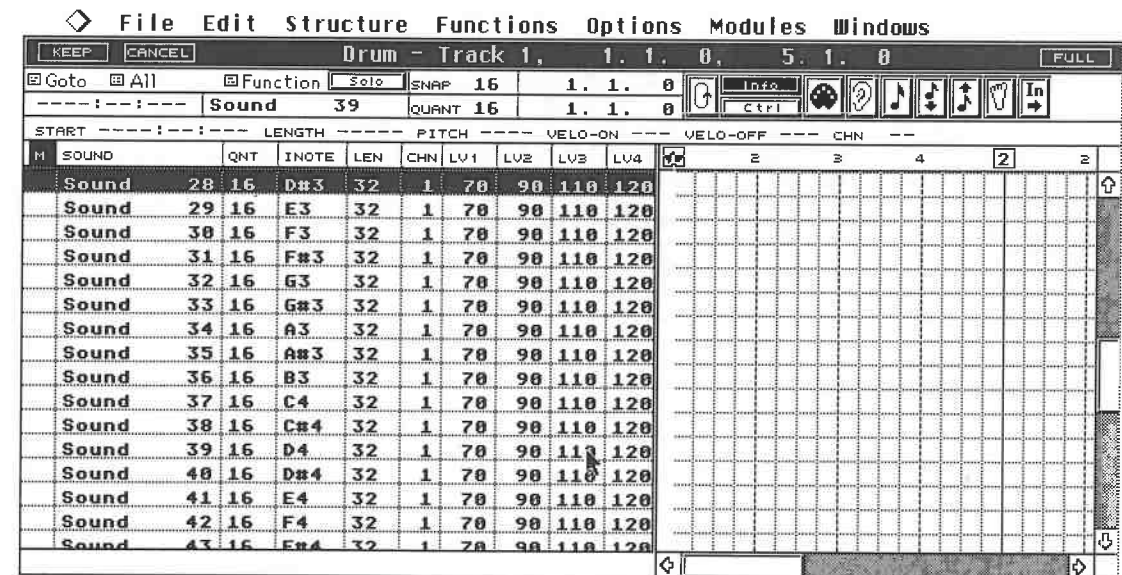 File Edit Structure Functions Options Modules Windows
KEEP CANCEL Drum - Track 1, 1. 1. 0, 5. 1. 0 FULL
Goto All Function Solo SNAP 16 1. 1. 0 Info
----:--:--- Sound 39 QUANT 16 1. 1. 0 Ctrl In
START ----:--:--- LENGTH ----- PITCH ---- VELO-ON --- VELO-OFF --- CHN --
M SOUND QNT INOTE LEN CHN LV1 LV2 LV3 LV4 2 3 4 2 2
Sound 28 16 D#3 32 1 70 90 110 120
Sound 29 16 E3 32 1 70 90 110 120
Sound 30 16 F3 32 1 70 90 110 120
Sound 31 16 F#3 32 1 70 90 110 120
Sound 32 16 G3 32 1 70 90 110 120
Sound 33 16 G#3 32 1 70 90 110 120
Sound 34 16 A3 32 1 70 90 110 120
Sound 35 16 A#3 32 1 70 90 110 120
Sound 36 16 B3 32 1 70 90 110 120
Sound 37 16 C4 32 1 70 90 110 120
Sound 38 16 C#4 32 1 70 90 110 120
Sound 39 16 D4 32 1 70 90 110 120
Sound 40 16 D#4 32 1 70 90 110 120
Sound 41 16 E4 32 1 70 90 110 120
Sound 42 16 F4 32 1 70 90 110 120
Sound 43 16 F#4 32 1 70 90 110 120